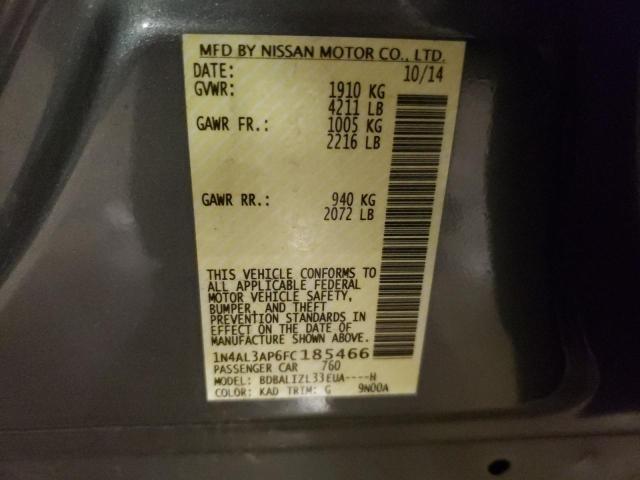 MFD BY NISSAN MOTOR CO., LTD.
DATE: 10/14
GVWR: 1910 KG
4211 LB
GAWR FR.: 1005 KG
2216 LB
GAWR RR.: 940 KG
2072 LB
THIS VEHICLE CONFORMS TO
ALL APPLICABLE FEDERAL
MOTOR VEHICLE SAFETY,
BUMPER, AND THEFT
PREVENTION STANDARDS IN
EFFECT ON THE DATE OF
MANUFACTURE SHOWN ABOVE.
1N4AL3AP6FC185466
PASSENGER CAR 760
MODEL: BDBALIZL33EUA----H
COLOR: KAD TRIM: G 9N00A